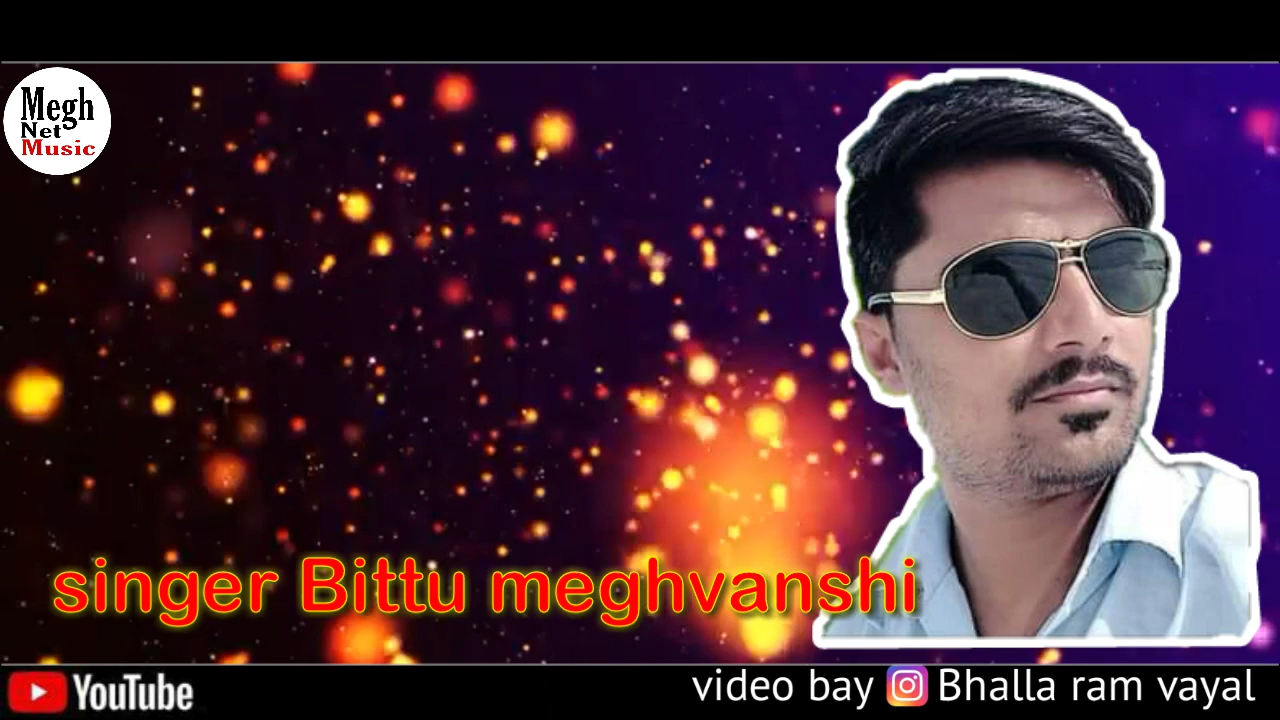 Megh
Net
Music
singer Bittu meghvanshi
YouTube
video bay Bhalla ram vayal